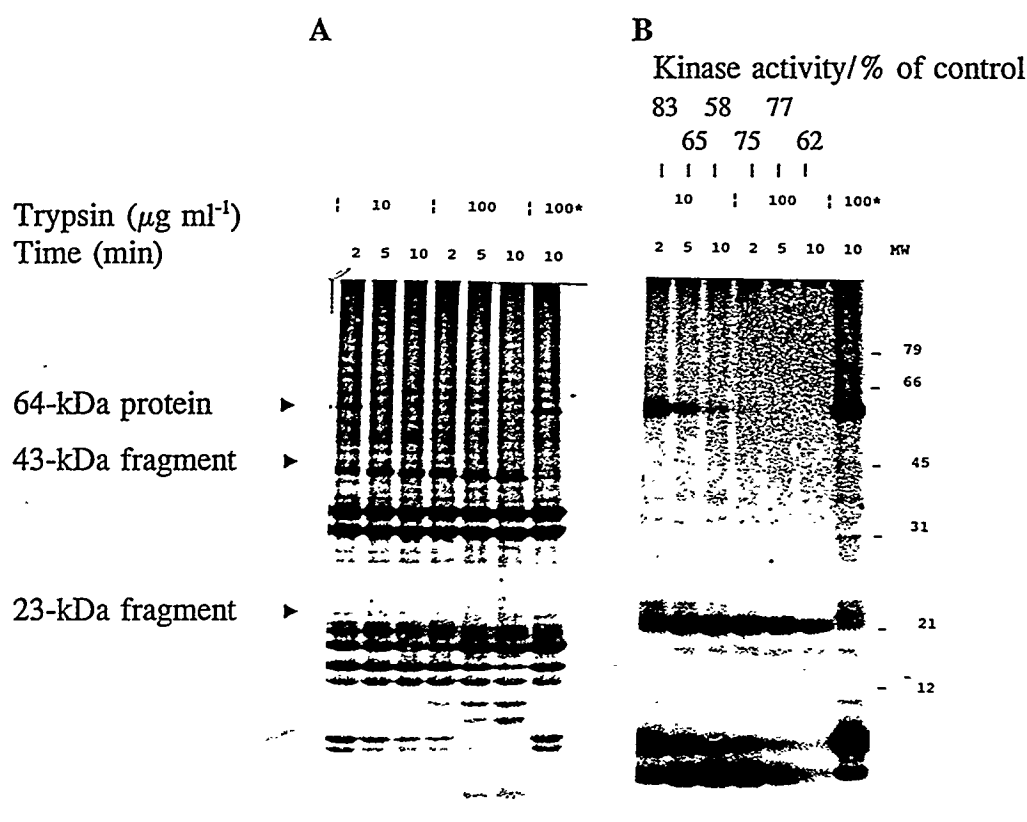 A
B
Kinase activity/% of control
83 58 77
65 75 62
Trypsin (μg ml⁻¹)
10 100 100*
10 100 100*
Time (min)
2 5 10 2 5 10 10
2 5 10 2 5 10 10 MW
79
66
64-kDa protein
43-kDa fragment
45
31
23-kDa fragment
21
12